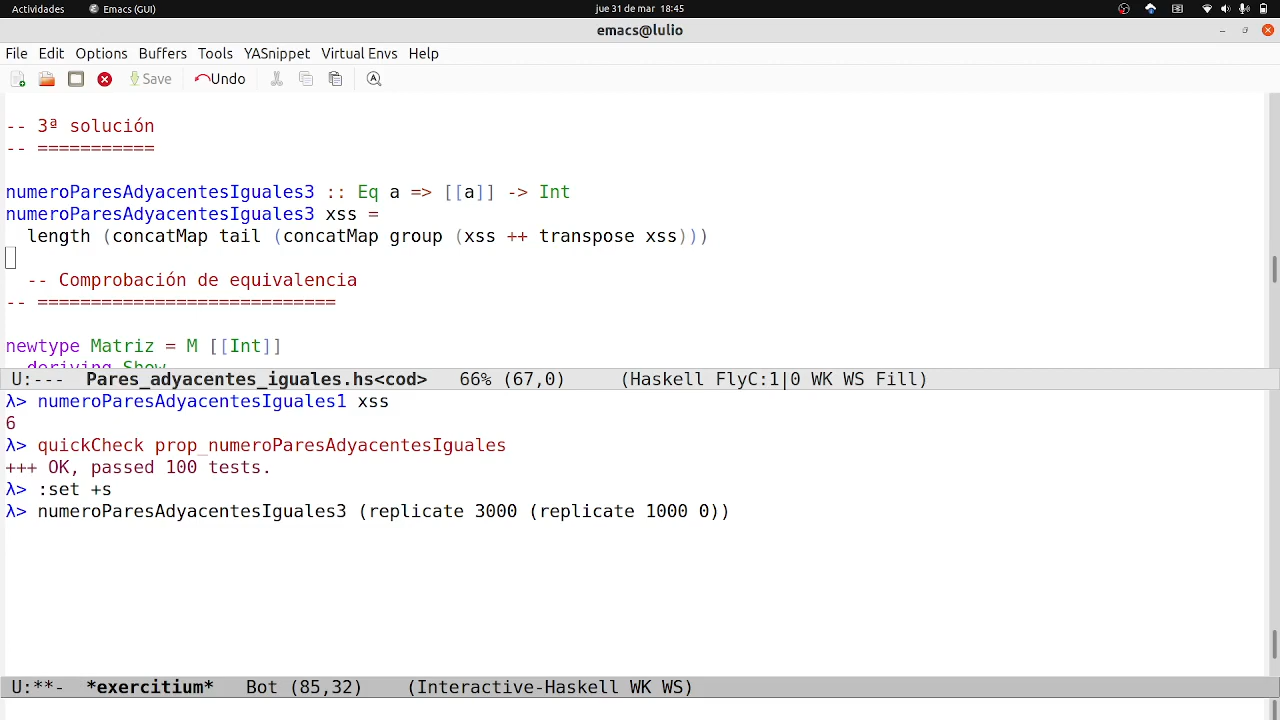 Actividades Emacs (GUI) jue 31 de mar 18:45
emacs@lulio
File Edit Options Buffers Tools YASnippet Virtual Envs Help
Save Undo
-- 3ª solución
-- ===========
numeroParesAdyacentesIguales3 :: Eq a => [[a]] -> Int
numeroParesAdyacentesIguales3 xss =
  length (concatMap tail (concatMap group (xss ++ transpose xss)))
  -- Comprobación de equivalencia
-- ============================
newtype Matriz = M [[Int]]
  deriving Show
U:--- Pares_adyacentes_iguales.hs<cod> 66% (67,0) (Haskell FlyC:1|0 WK WS Fill)
λ> numeroParesAdyacentesIguales1 xss
6
λ> quickCheck prop_numeroParesAdyacentesIguales
+++ OK, passed 100 tests.
λ> :set +s
λ> numeroParesAdyacentesIguales3 (replicate 3000 (replicate 1000 0))
U:**- *exercitium* Bot (85,32) (Interactive-Haskell WK WS)